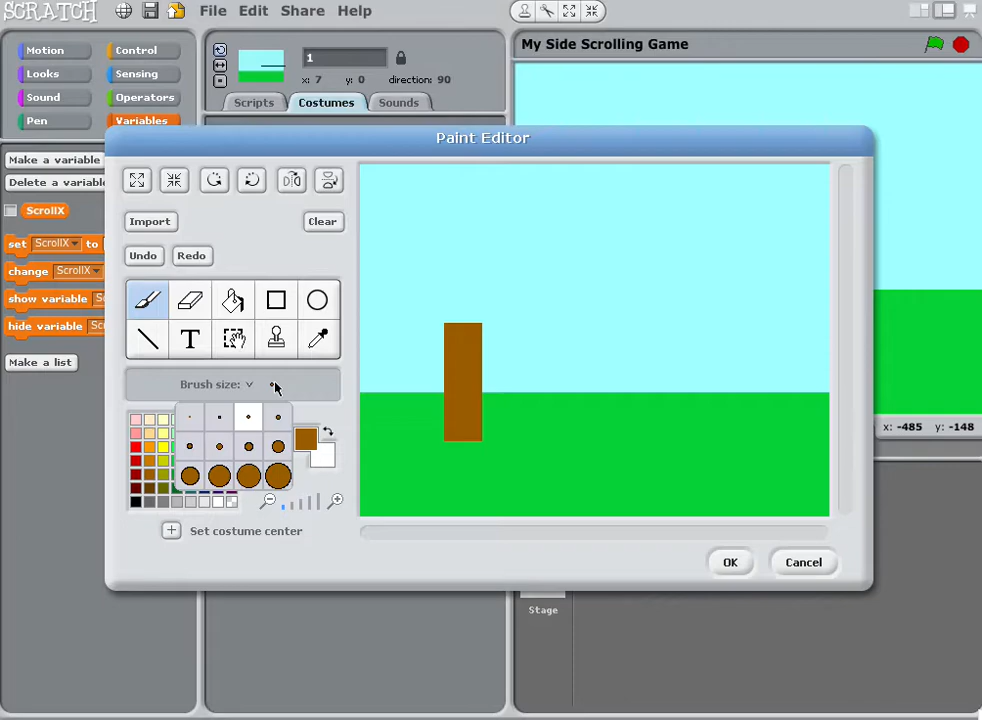 SCRATCH File Edit Share Help
Motion Control
Looks Sensing
Sound Operators
Pen Variables
Make a variable
Delete a variable
ScrollX
set ScrollX to
change ScrollX
show variable Sc
hide variable Scr
Make a list
1
x: 7 y: 0 direction: 90
Scripts Costumes Sounds
My Side Scrolling Game
Paint Editor
Import Clear
Undo Redo
T
Brush size:
Set costume center
OK Cancel
x: -485 y: -148
Stage